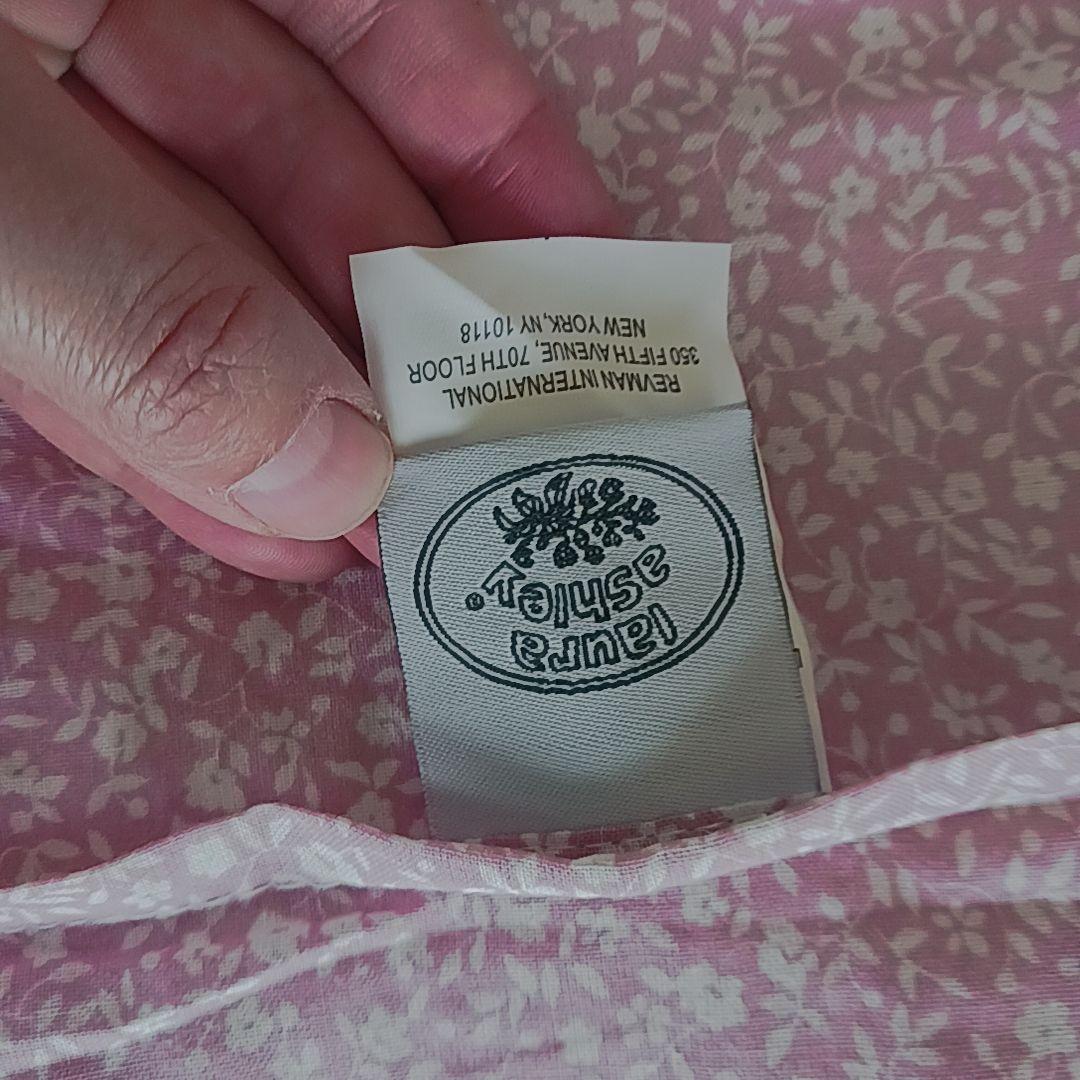 laura
ashley
REVMAN INTERNATIONAL
350 FIFTH AVENUE, 70TH FLOOR
NEW YORK, NY 10118